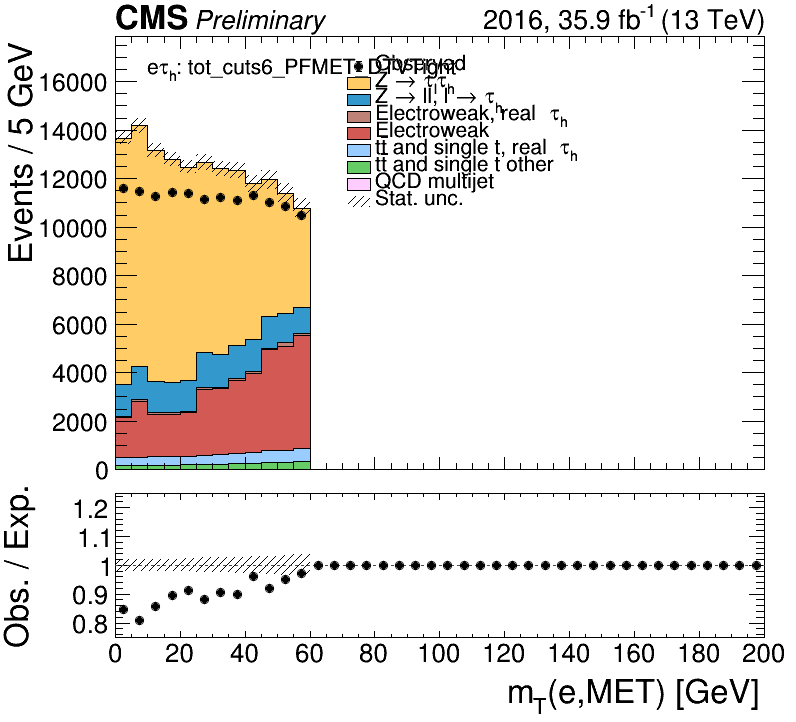 CMS Preliminary 2016, 35.9 fb⁻¹ (13 TeV)
Events / 5 GeV
eτh: tot_cuts6_PFMET_DTVTight
Observed
Z → ττh
Z → ll, l → τh
Electroweak, real τh
Electroweak
tt and single t, real τh
tt and single t other
QCD multijet
Stat. unc.
16000
14000
12000
10000
8000
6000
4000
2000
0
Obs. / Exp.
1.2
1.1
1
0.9
0.8
0 20 40 60 80 100 120 140 160 180 200
mT(e,MET) [GeV]